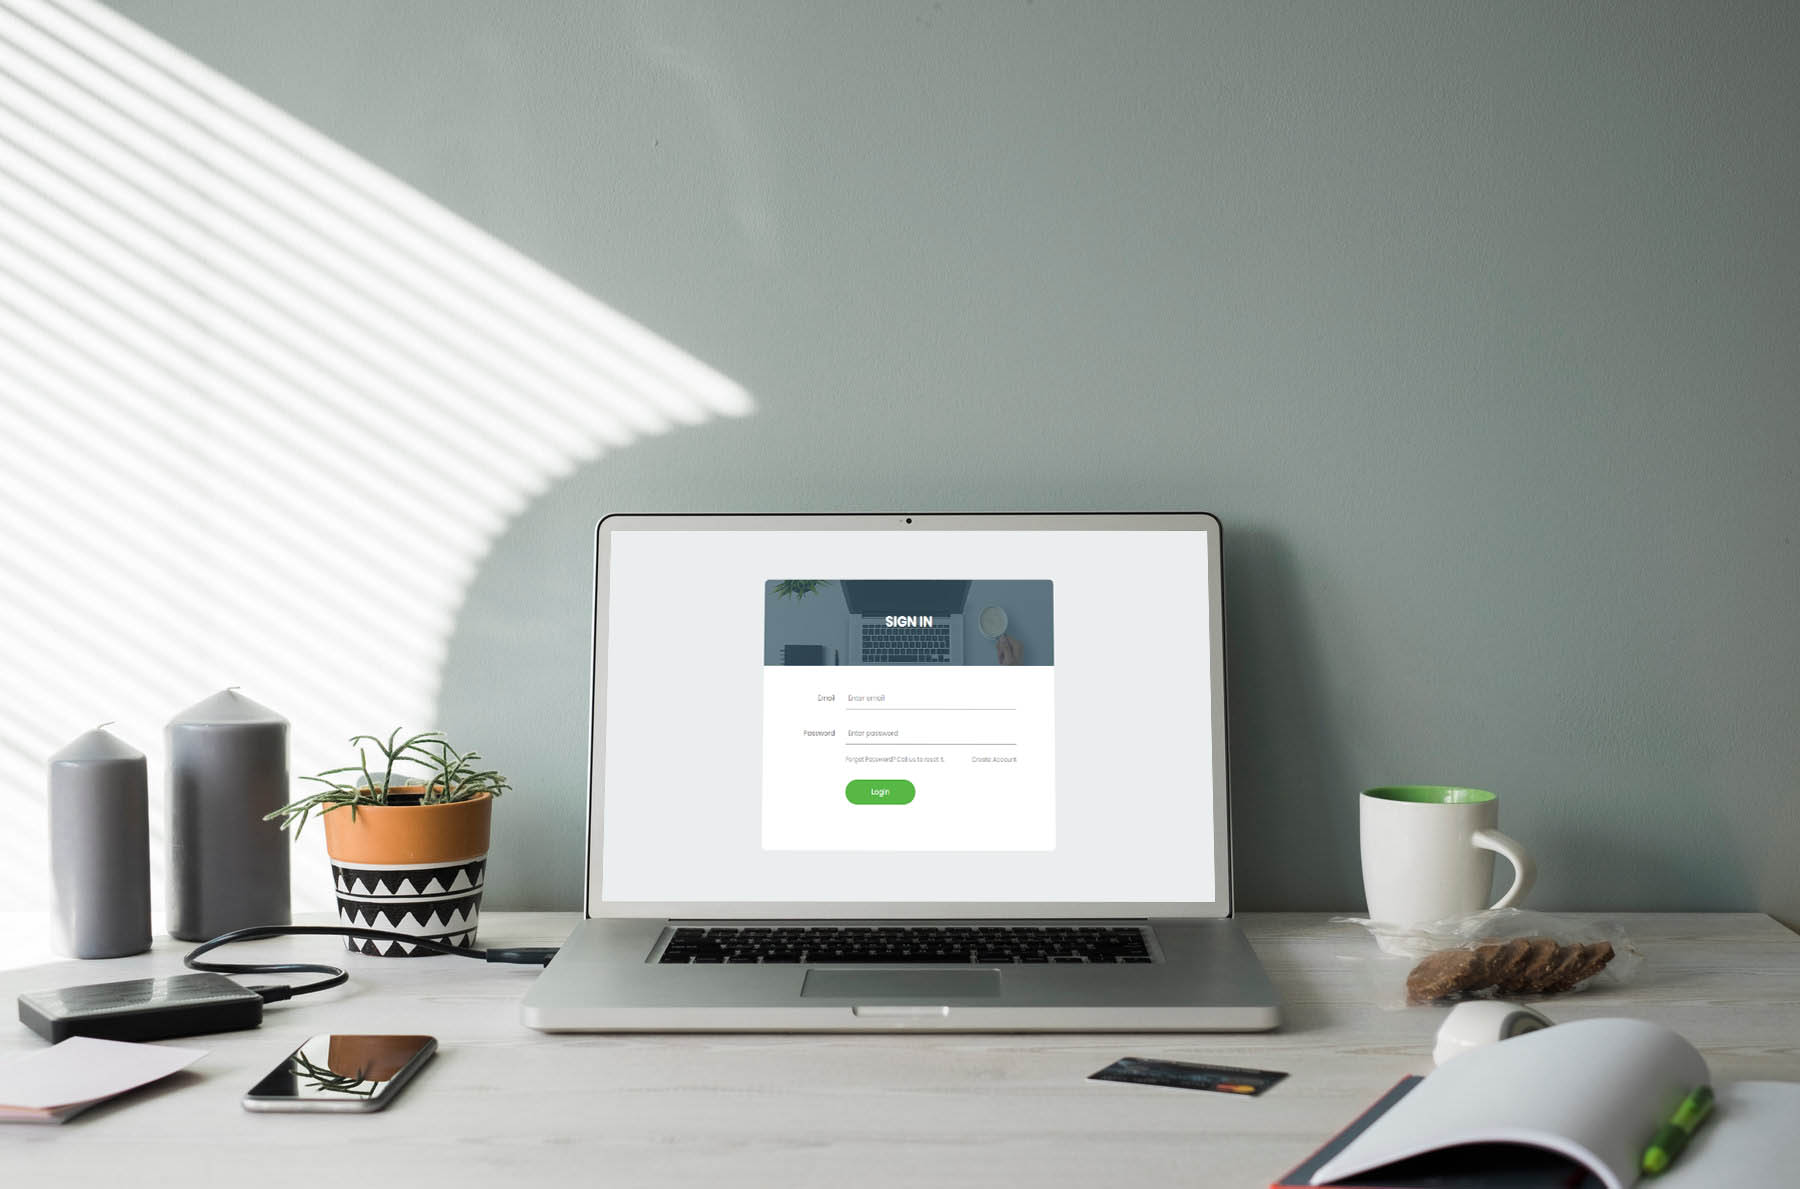 SIGN IN
Email Enter email
Password Enter password
Forgot Password? Call us to reset it. Create Account
Login